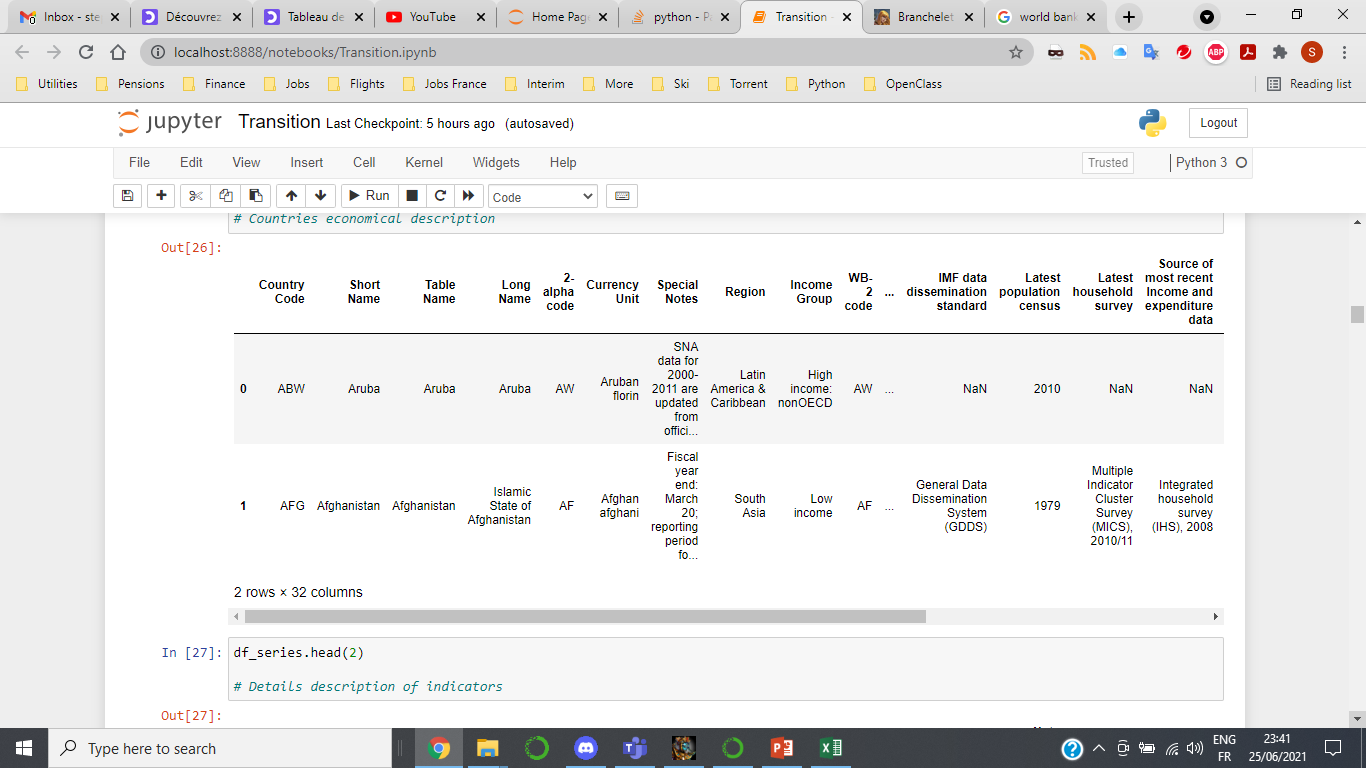 Inbox - ste
Découvrez
Tableau de
YouTube
Home Page
python - P
Transition -
Branchelet
world bank
localhost:8888/notebooks/Transition.ipynb
ABP
S
Utilities
Pensions
Finance
Jobs
Flights
Jobs France
Interim
More
Ski
Torrent
Python
OpenClass
Reading list
jupyter Transition Last Checkpoint: 5 hours ago (autosaved)
Logout
File Edit View Insert Cell Kernel Widgets Help
Trusted
Python 3
Run
Code
# Countries economical description
Out[26]:
Country Code
Short Name
Table Name
Long Name
2-alpha code
Currency Unit
Special Notes
Region
Income Group
WB-2 code
...
IMF data dissemination standard
Latest population census
Latest household survey
Source of most recent Income and expenditure data
0 ABW Aruba Aruba Aruba AW Aruban florin SNA data for 2000-2011 are updated from offici... Latin America & Caribbean High income: nonOECD AW ... NaN 2010 NaN NaN
1 AFG Afghanistan Afghanistan Islamic State of Afghanistan AF Afghan afghani Fiscal year end: March 20; reporting period fo... South Asia Low income AF ... General Data Dissemination System (GDDS) 1979 Multiple Indicator Cluster Survey (MICS), 2010/11 Integrated household survey (IHS), 2008
2 rows × 32 columns
In [27]:
df_series.head(2)
# Details description of indicators
Out[27]:
Type here to search
ENG
FR
23:41
25/06/2021